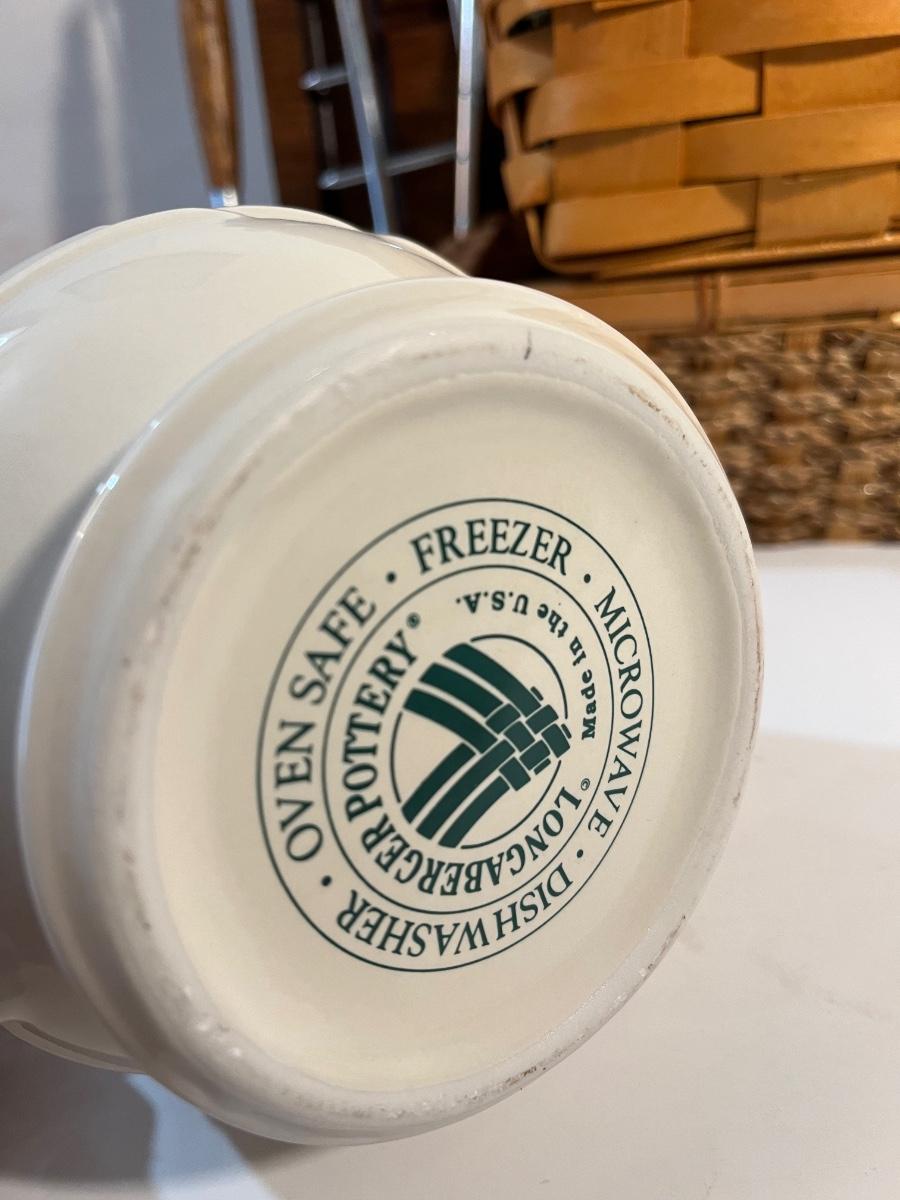 OVEN SAFE • FREEZER • MICROWAVE • DISHWASHER •
© LONGABERGER POTTERY®
Made in the U.S.A.